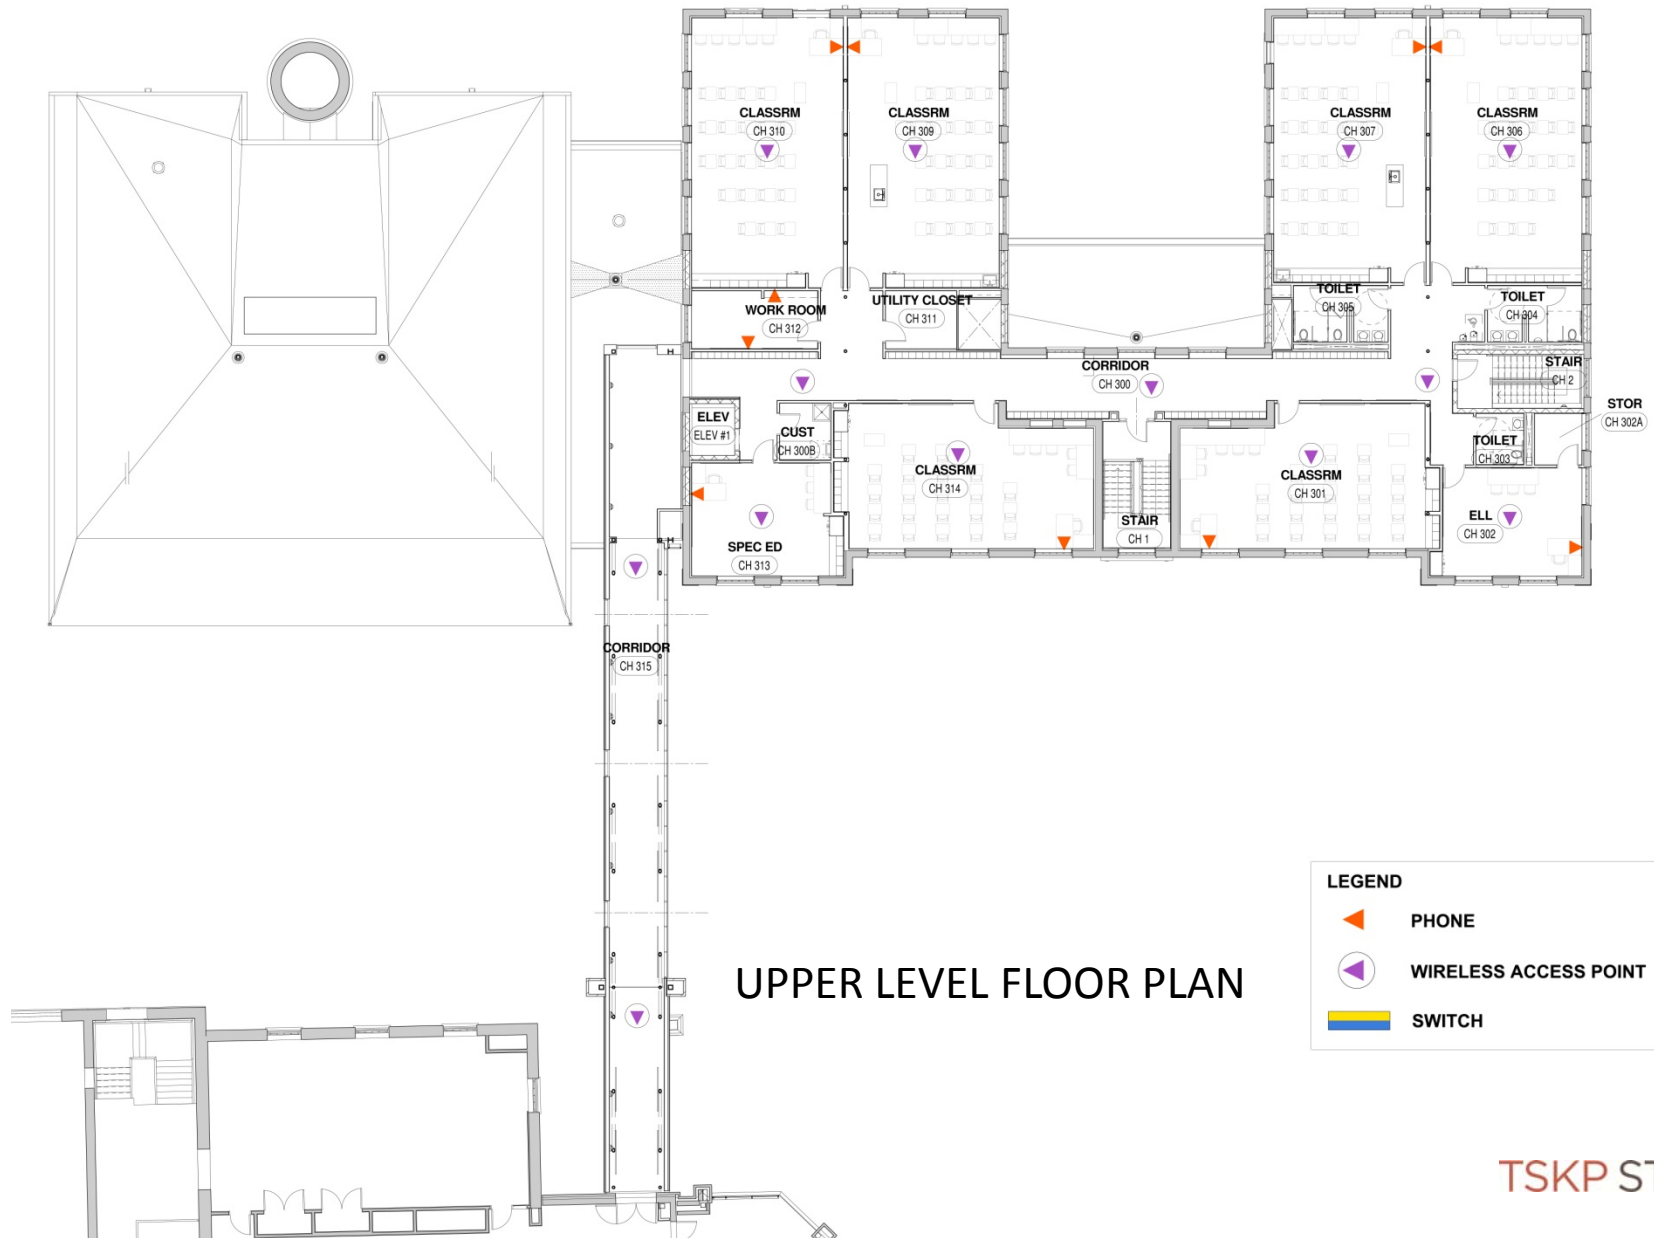 CLASSRM
CH 310
CLASSRM
CH 309
CLASSRM
CH 307
CLASSRM
CH 306
WORK ROOM
CH 312
UTILITY CLOSET
CH 311
TOILET
CH 305
TOILET
CH 304
CORRIDOR
CH 300
STAIR
CH 2
STOR
CH 302A
ELEV
ELEV #1
CUST
CH 300B
TOILET
CH 303
CLASSRM
CH 314
CLASSRM
CH 301
STAIR
CH 1
ELL
CH 302
SPEC ED
CH 313
CORRIDOR
CH 315
UPPER LEVEL FLOOR PLAN
LEGEND
PHONE
WIRELESS ACCESS POINT
SWITCH
TSKP ST